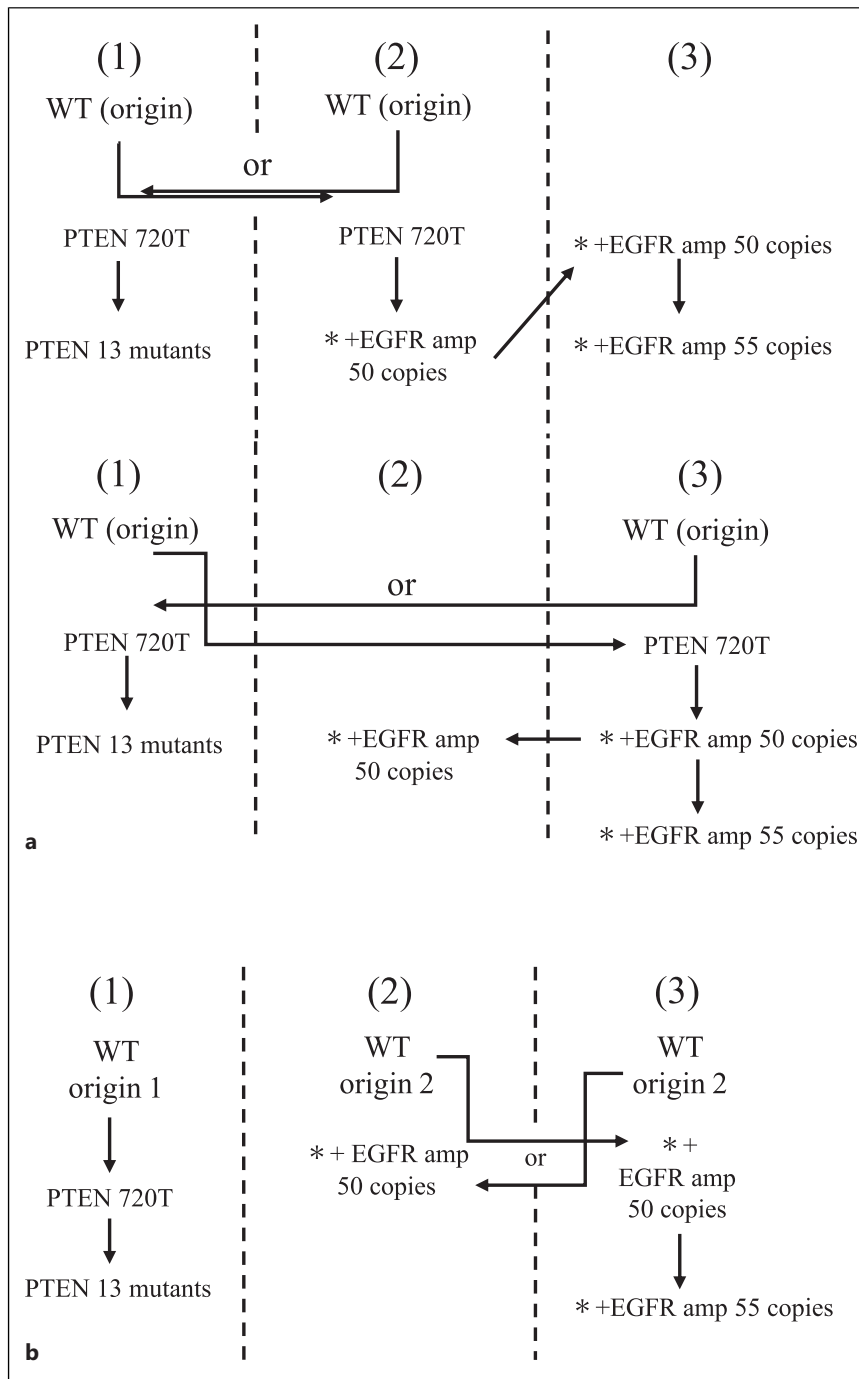 (1) (2) (3)
WT (origin) WT (origin)
or
PTEN 720T PTEN 720T * +EGFR amp 50 copies
PTEN 13 mutants * +EGFR amp * +EGFR amp 55 copies
50 copies
(1) (2) (3)
WT (origin) WT (origin)
or
PTEN 720T PTEN 720T
PTEN 13 mutants * +EGFR amp * +EGFR amp 50 copies
50 copies
* +EGFR amp 55 copies
a
(1) (2) (3)
WT WT WT
origin 1 origin 2 origin 2
* + EGFR amp or * +
50 copies EGFR amp
PTEN 720T 50 copies
PTEN 13 mutants * +EGFR amp 55 copies
b